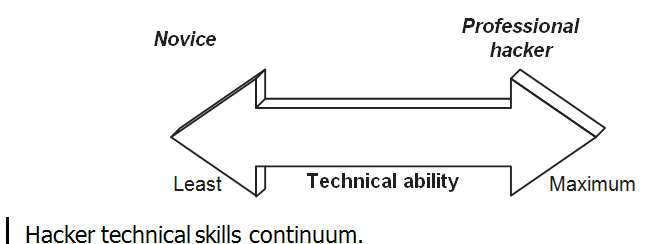 Novice
Professional
hacker
Least
Technical ability
Maximum
Hacker technical skills continuum.